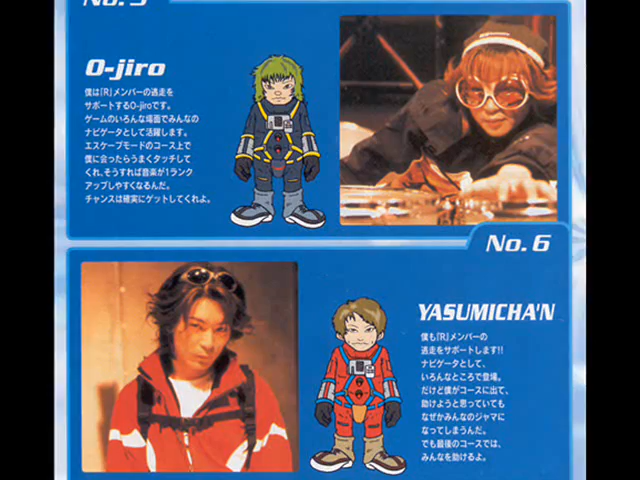 No.5
O-jiro
僕は「R」メンバーの逃走を
サポートするO-jiroです。
ゲームのいろんな場面でみんなの
ナビゲータとして活躍します。
エスケープモードのコース上で
僕に会ったらうまくタッチして
くれ、そうすれば音楽が1ランク
アップしやすくなるんだ。
チャンスは確実にゲットしてくれよ。
No.6
YASUMICHA'N
僕も「R」メンバーの
逃走をサポートします!!
ナビゲータとして、
いろんなところで登場。
だけど僕がコースに出て、
助けようと思っていても
なぜかみんなのジャマに
なってしまうんだ。
でも最後のコースでは、
みんなを助けるよ。